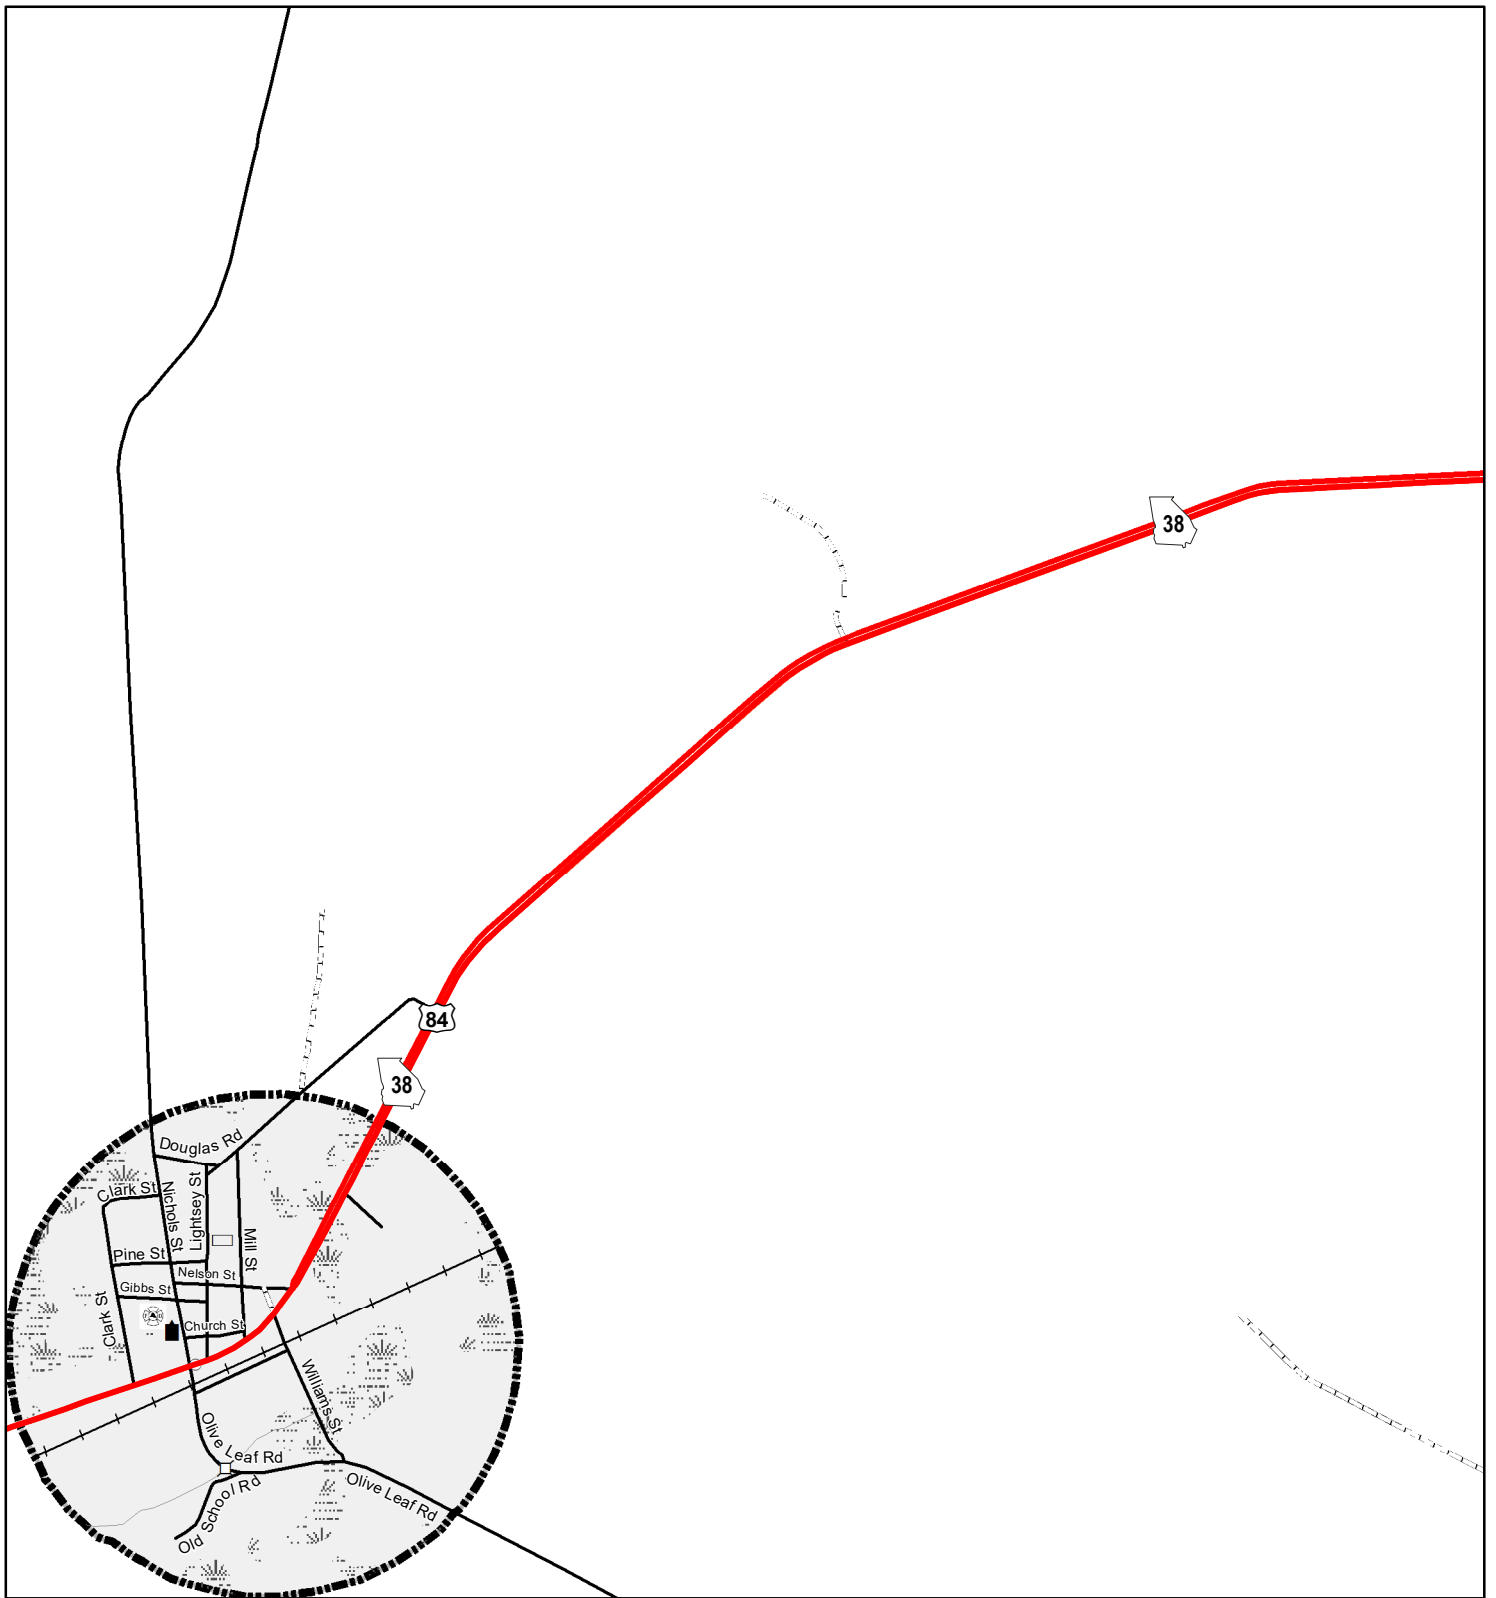 38
84
38
Douglas Rd
Clark St
Nichols St
Lightsey St
Mill St
Pine St
Nelson St
Gibbs St
Clark St
Church St
Williams St
Olive Leaf Rd
Old School Rd
Olive Leaf Rd